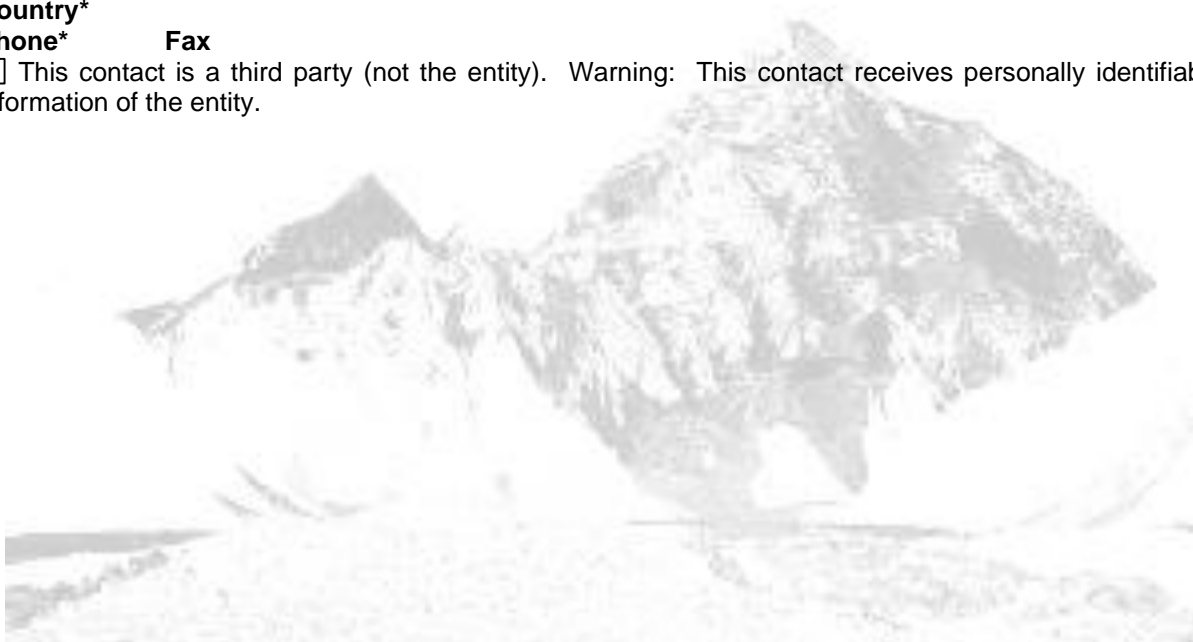 ountry*
hone* Fax
] This contact is a third party (not the entity). Warning: This contact receives personally identifiab
formation of the entity.